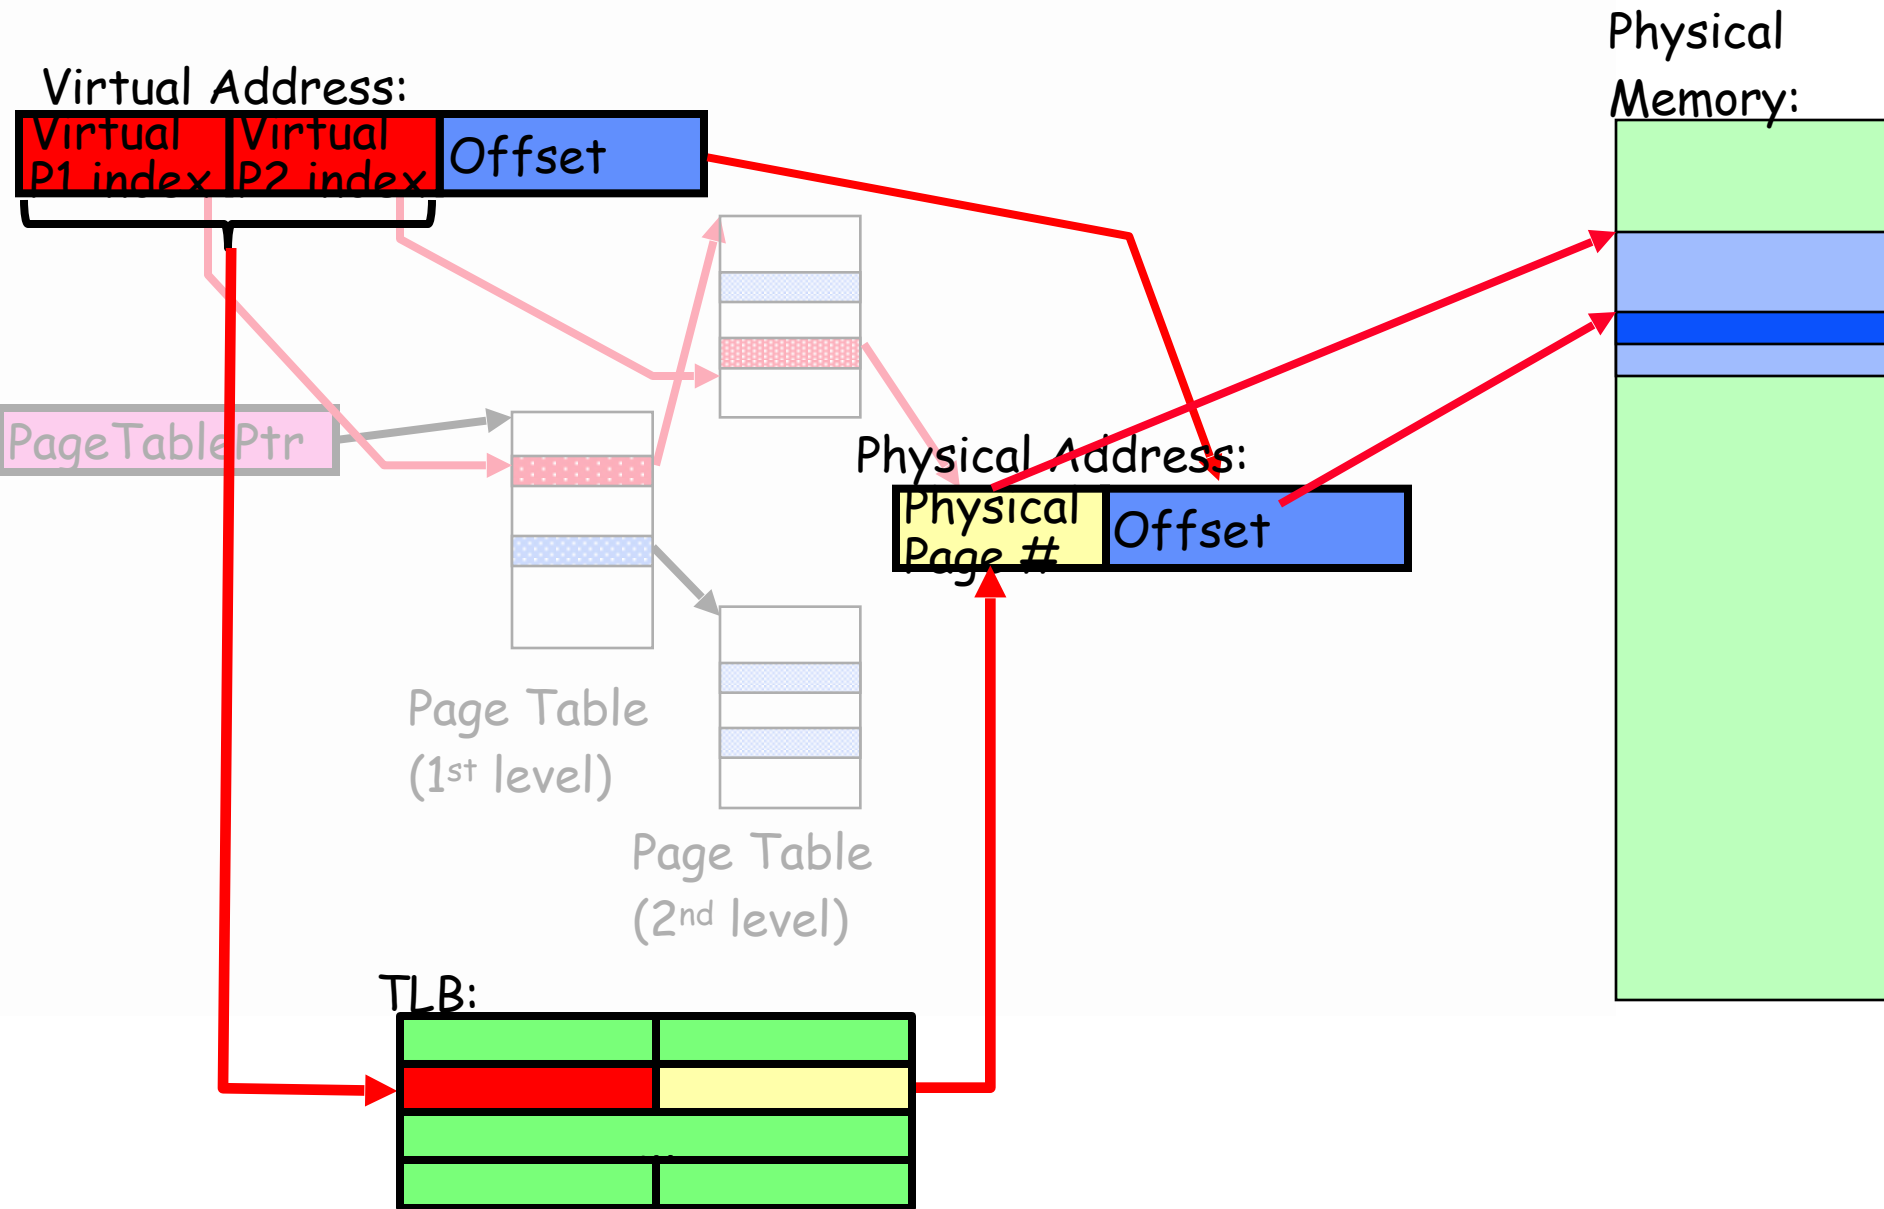 Physical
Memory:
Virtual Address:
Virtual
P1 index
Virtual
P2 index
Offset
PageTablePtr
Physical Address:
Physical
Page #
Offset
Page Table
(1st level)
Page Table
(2nd level)
TLB:
...